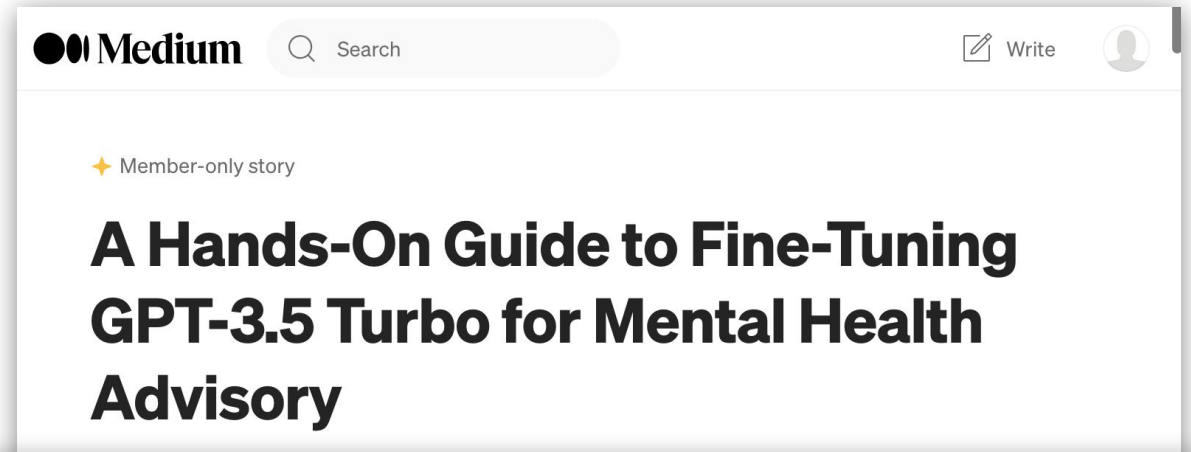 Medium
Search
Write
Member-only story
A Hands-On Guide to Fine-Tuning
GPT-3.5 Turbo for Mental Health
Advisory